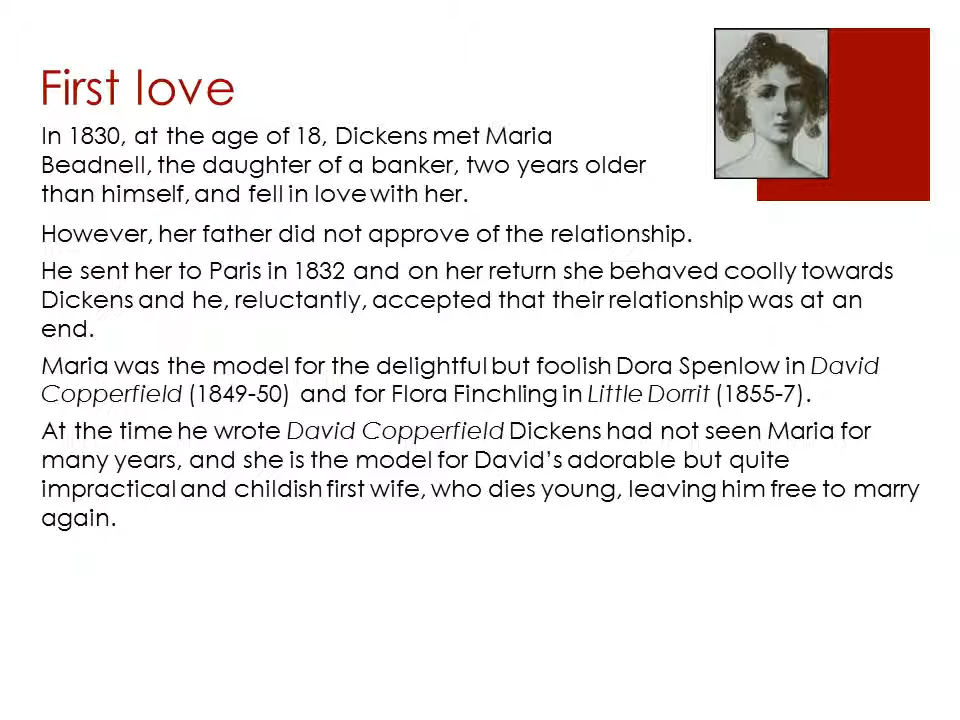 First love
In 1830, at the age of 18, Dickens met Maria
Beadnell, the daughter of a banker, two years older
than himself, and fell in love with her.
However, her father did not approve of the relationship.
He sent her to Paris in 1832 and on her return she behaved coolly towards
Dickens and he, reluctantly, accepted that their relationship was at an
end.
Maria was the model for the delightful but foolish Dora Spenlow in David
Copperfield (1849-50) and for Flora Finchling in Little Dorrit (1855-7).
At the time he wrote David Copperfield Dickens had not seen Maria for
many years, and she is the model for David's adorable but quite
impractical and childish first wife, who dies young, leaving him free to marry
again.